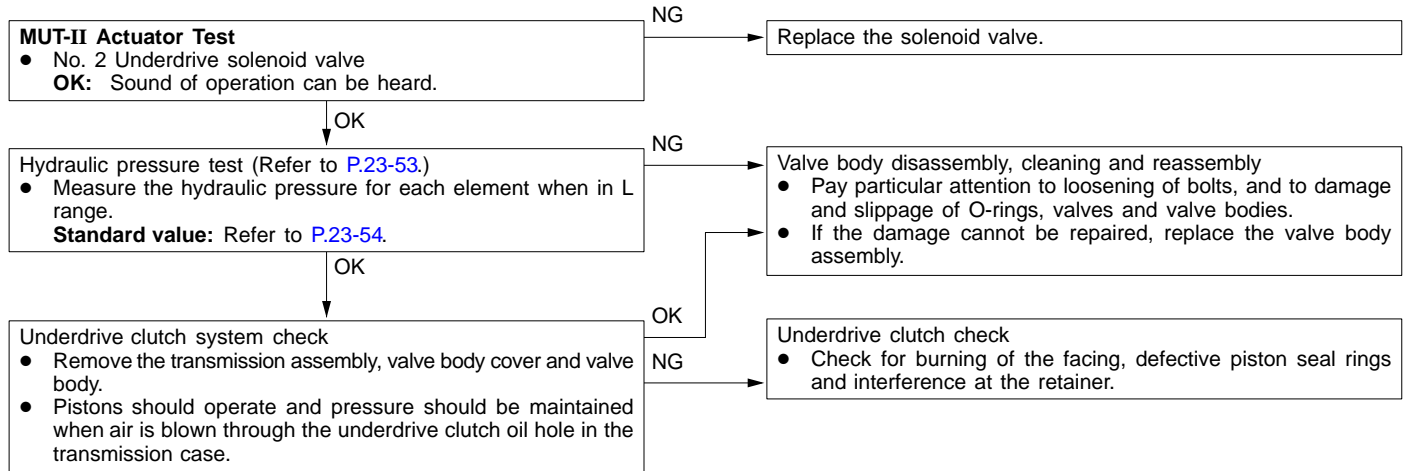 MUT-II Actuator Test
● No. 2 Underdrive solenoid valve
OK: Sound of operation can be heard.
NG
Replace the solenoid valve.
OK
Hydraulic pressure test (Refer to P.23-53.)
● Measure the hydraulic pressure for each element when in L
range.
Standard value: Refer to P.23-54.
NG
Valve body disassembly, cleaning and reassembly
● Pay particular attention to loosening of bolts, and to damage
and slippage of O-rings, valves and valve bodies.
● If the damage cannot be repaired, replace the valve body
assembly.
OK
Underdrive clutch system check
● Remove the transmission assembly, valve body cover and valve
body.
● Pistons should operate and pressure should be maintained
when air is blown through the underdrive clutch oil hole in the
transmission case.
OK
NG
Underdrive clutch check
● Check for burning of the facing, defective piston seal rings
and interference at the retainer.